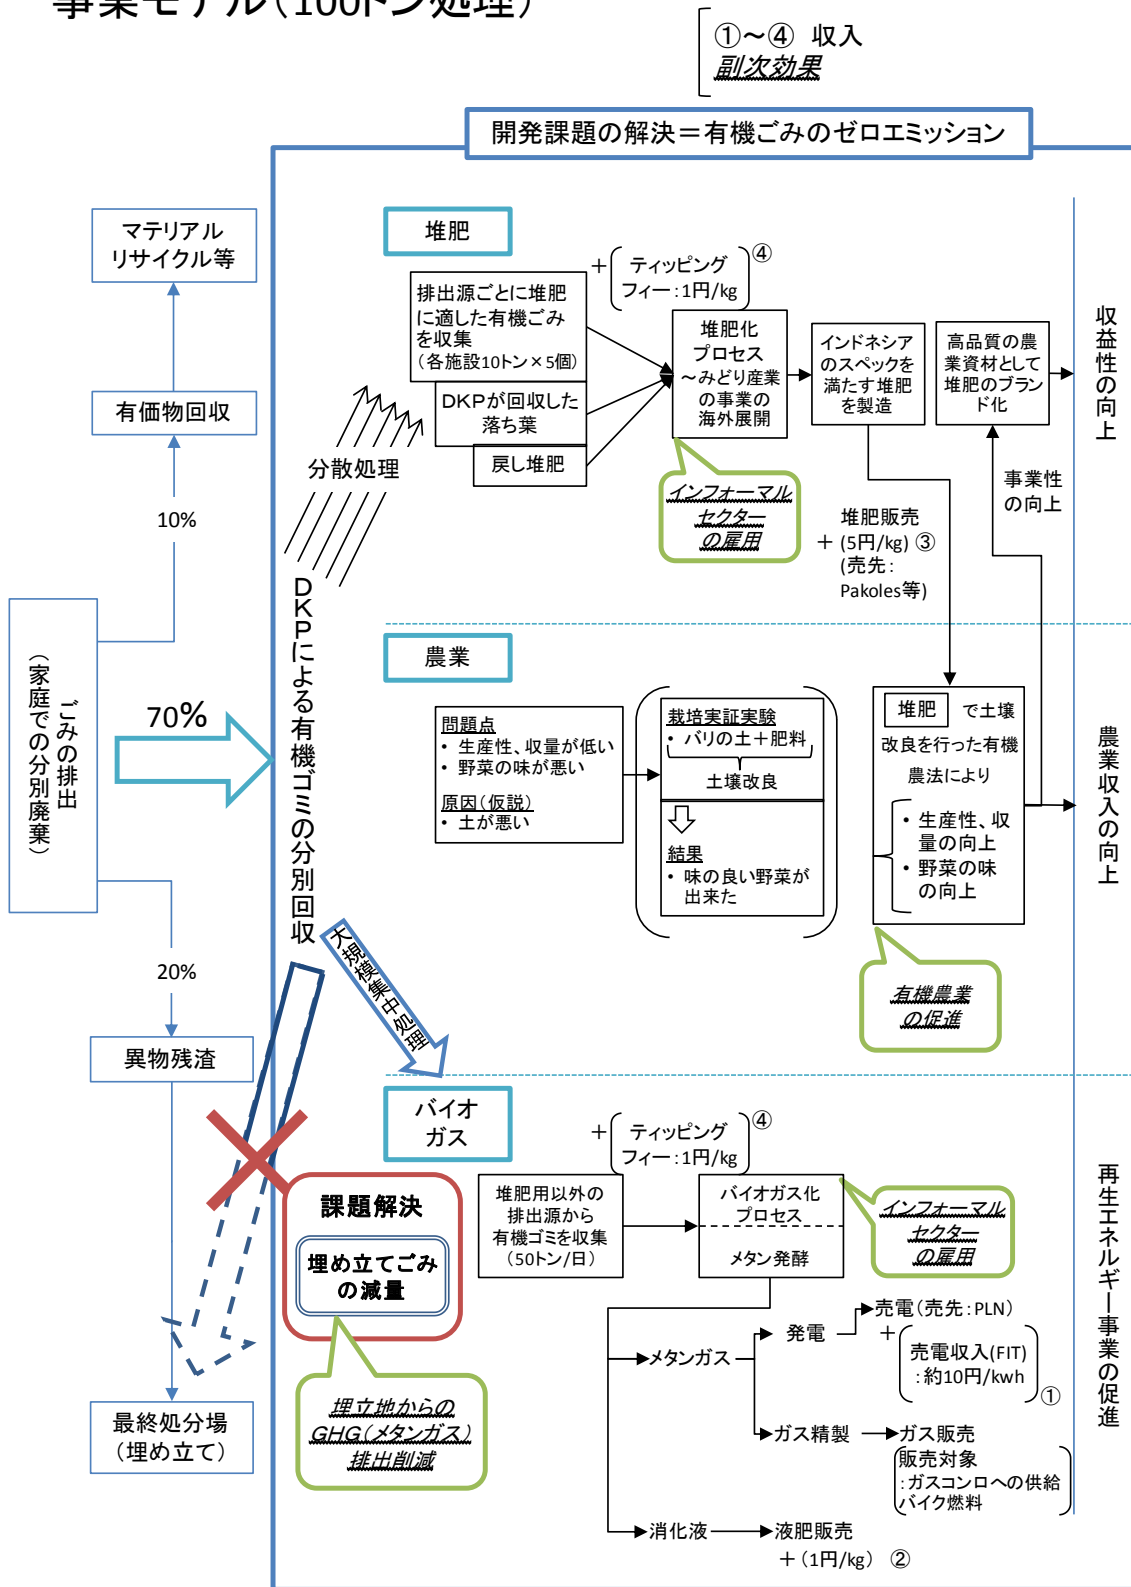 事業モデル（100トン処理）
①～④ 収入
副次効果
開発課題の解決＝有機ごみのゼロエミッション
マテリアル
リサイクル等
有価物回収
10%
ごみの排出
（家庭での分別廃棄）
70%
20%
異物残渣
最終処分場
（埋め立て）
DKPによる有機ゴミの分別回収
分散処理
大規模集中処理
堆肥
排出源ごとに堆肥
に適した有機ごみ
を収集
（各施設10トン×5個）
DKPが回収した
落ち葉
戻し堆肥
＋
ティッピング
フィー：1円/kg
④
堆肥化
プロセス
～みどり産業
の事業の
海外展開
インフォーマル
セクター
の雇用
インドネシア
のスペックを
満たす堆肥
を製造
高品質の農
業資材として
堆肥のブラン
ド化
収益性の向上
堆肥販売
＋ (5円/kg) ③
(売先：
Pakoles等)
事業性
の向上
農業
問題点
• 生産性、収量が低い
• 野菜の味が悪い
原因(仮説)
• 土が悪い
栽培実証実験
• バリの土＋肥料
土壌改良
結果
• 味の良い野菜が
出来た
堆肥 で土壌
改良を行った有機
農法により
• 生産性、収
量の向上
• 野菜の味
の向上
有機農業
の促進
農業収入の向上
バイオ
ガス
＋
ティッピング
フィー：1円/kg
④
堆肥用以外の
排出源から
有機ゴミを収集
（50トン/日）
バイオガス化
プロセス
メタン発酵
インフォーマル
セクター
の雇用
課題解決
埋め立てごみ
の減量
埋立地からの
GHG(メタンガス)
排出削減
メタンガス
発電
売電（売先：PLN）
＋
売電収入(FIT)
：約10円/kwh
①
ガス精製
ガス販売
販売対象
：ガスコンロへの供給
バイク燃料
消化液
液肥販売
＋（1円/kg） ②
再生エネルギー事業の促進